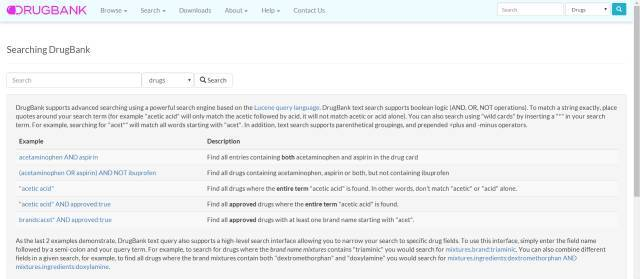 DRUGBANK Browse Search Downloads About Help Contact Us Search Drugs
Searching DrugBank
Search drugs Search
DrugBank supports advanced searching using a powerful search engine based on the Lucene query language. DrugBank text search supports boolean logic (AND, OR, NOT operations). To match a string exactly, place
quotes around your search term (for example "acetic acid" will only match the acetic followed by acid, it will not match acetic or acid alone). You can also search using "wild cards" by inserting a "*" in your search
term. For example, searching for "acet*" will match all words starting with "acet". In addition, text search supports parenthetical groupings, and prepended +plus and -minus operators.
Example Description
acetaminophen AND aspirin Find all entries containing both acetaminophen and aspirin in the drug card
(acetaminophen OR aspirin) AND NOT ibuprofen Find all drugs containing acetaminophen, aspirin or both, but not containing ibuprofen
"acetic acid" Find all drugs where the entire term "acetic acid" is found. In other words, don't match "acetic" or "acid" alone.
"acetic acid" AND approved:true Find all approved drugs where the entire term "acetic acid" is found.
brands:acet* AND approved:true Find all approved drugs with at least one brand name starting with "acet".
As the last 2 examples demonstrate, DrugBank text query also supports a high-level search interface allowing you to narrow your search to specific drug fields. To use this interface, simply enter the field name
followed by a semi-colon and your query term. For example, to search for drugs where the brand name mixtures contains "triaminic" you would search for mixtures.brand:triaminic. You can also combine different
fields in a given search, for example, to find all drugs where the brand mixtures contain both "dextromethorphan" and "doxylamine" you would search for mixtures.ingredients:dextromethorphan AND
mixtures.ingredients:doxylamine.